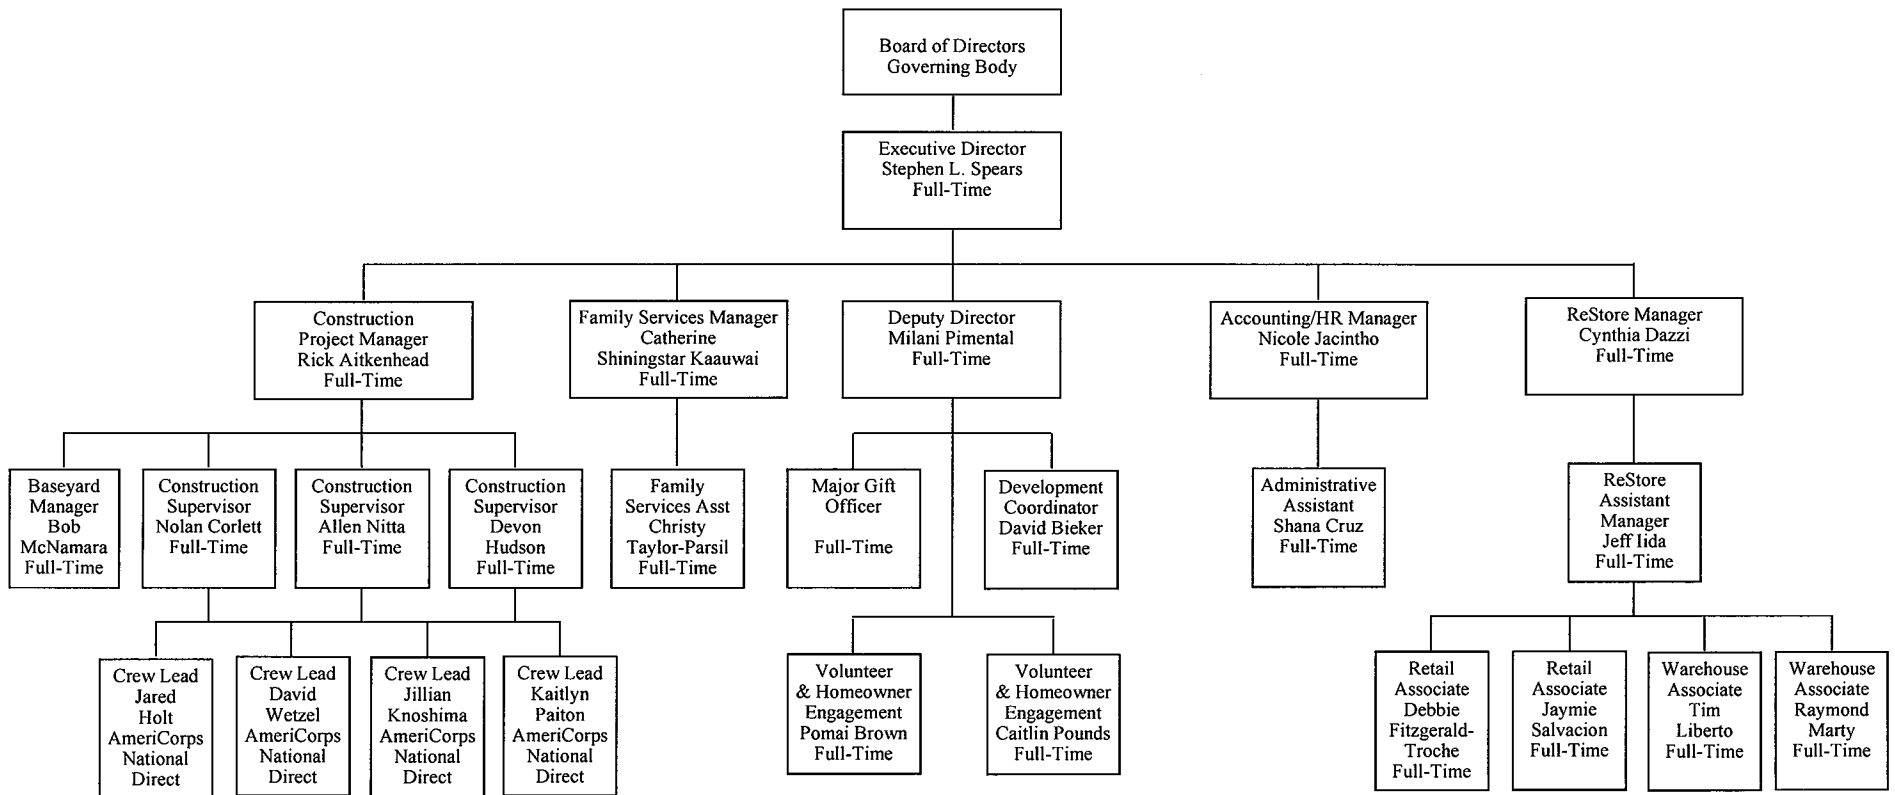 Board of Directors
Governing Body
Executive Director
Stephen L. Spears
Full-Time
Construction
Project Manager
Rick Aitkenhead
Full-Time
Family Services Manager
Catherine
Shiningstar Kaauwai
Full-Time
Deputy Director
Milani Pimental
Full-Time
Accounting/HR Manager
Nicole Jacintho
Full-Time
ReStore Manager
Cynthia Dazzi
Full-Time
Baseyard
Manager
Bob
McNamara
Full-Time
Construction
Supervisor
Nolan Corlett
Full-Time
Construction
Supervisor
Allen Nitta
Full-Time
Construction
Supervisor
Devon
Hudson
Full-Time
Family
Services Asst
Christy
Taylor-Parsil
Full-Time
Major Gift
Officer
Full-Time
Development
Coordinator
David Bieker
Full-Time
Administrative
Assistant
Shana Cruz
Full-Time
ReStore
Assistant
Manager
Jeff Iida
Full-Time
Crew Lead
Jared
Holt
AmeriCorps
National
Direct
Crew Lead
David
Wetzel
AmeriCorps
National
Direct
Crew Lead
Jillian
Knoshima
AmeriCorps
National
Direct
Crew Lead
Kaitlyn
Paiton
AmeriCorps
National
Direct
Volunteer
& Homeowner
Engagement
Pomai Brown
Full-Time
Volunteer
& Homeowner
Engagement
Caitlin Pounds
Full-Time
Retail
Associate
Debbie
Fitzgerald-
Troche
Full-Time
Retail
Associate
Jaymie
Salvacion
Full-Time
Warehouse
Associate
Tim
Liberto
Full-Time
Warehouse
Associate
Raymond
Marty
Full-Time